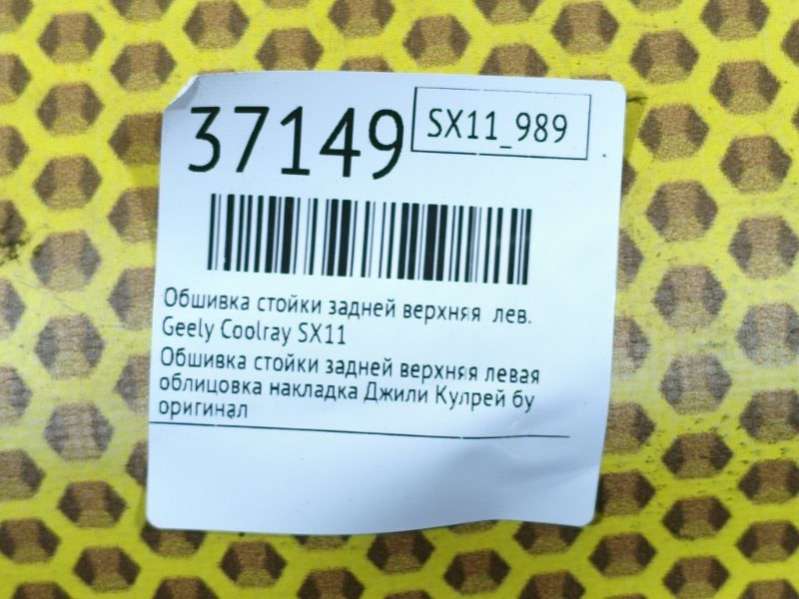 37149
SX11_989
Обшивка стойки задней верхняя лев.
Geely Coolray SX11
Обшивка стойки задней верхняя левая
облицовка накладка Джили Кулрей бу
оригинал